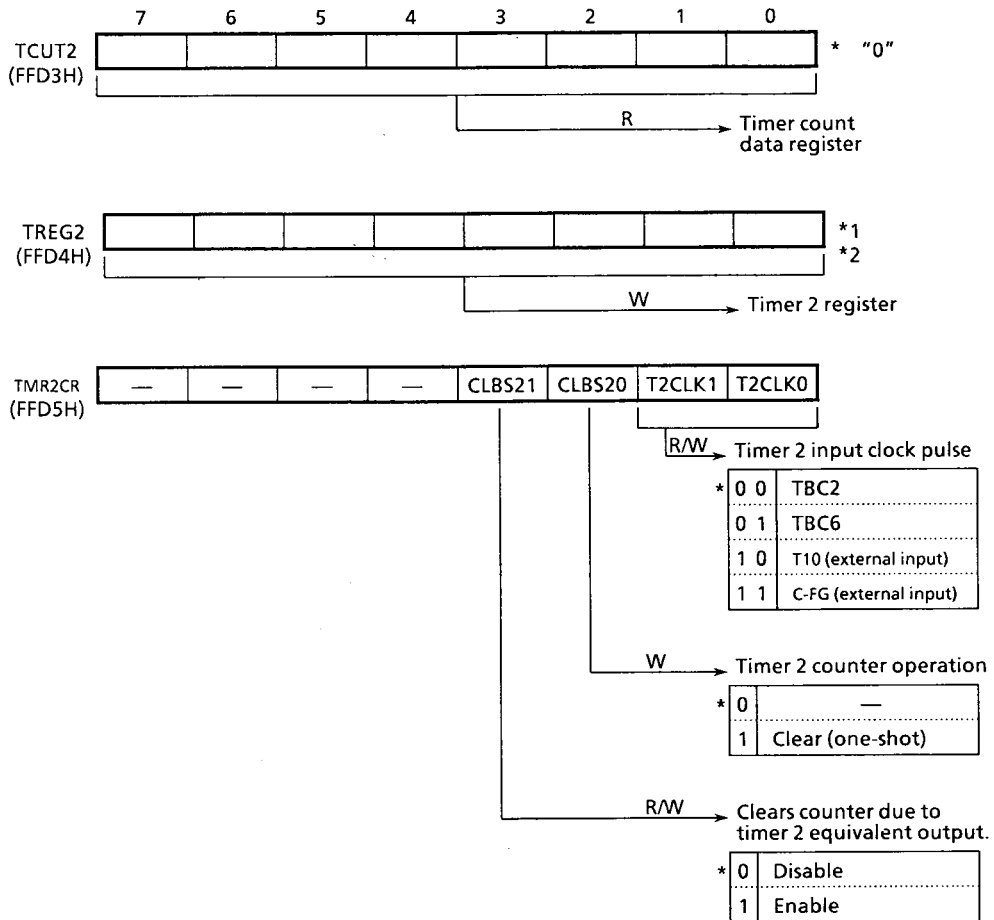 7 6 5 4 3 2 1 0
TCUT2
(FFD3H)
* "0"
R
Timer count
data register
TREG2
(FFD4H)
*1
*2
W
Timer 2 register
TMR2CR
(FFD5H)
— — — — CLBS21 CLBS20 T2CLK1 T2CLK0
R/W
Timer 2 input clock pulse
* 0 0 TBC2
0 1 TBC6
1 0 T10 (external input)
1 1 C-FG (external input)
W
Timer 2 counter operation
* 0 —
1 Clear (one-shot)
R/W
Clears counter due to
timer 2 equivalent output.
* 0 Disable
1 Enable